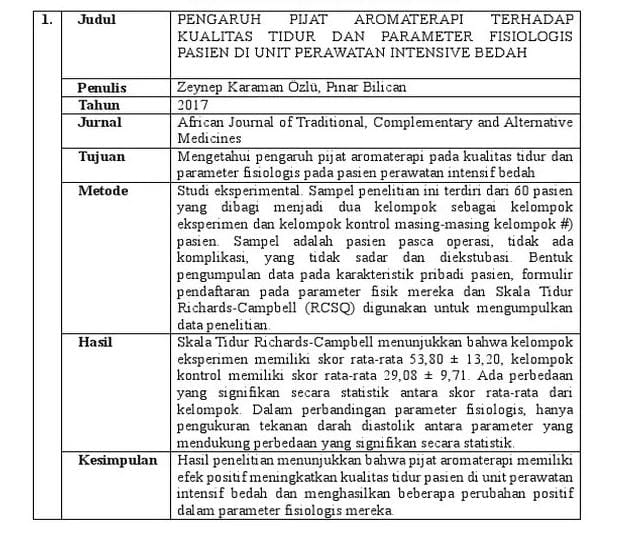 1. Judul PENGARUH PIJAT AROMATERAPI TERHADAP
KUALITAS TIDUR DAN PARAMETER FISIOLOGIS
PASIEN DI UNIT PERAWATAN INTENSIVE BEDAH
Penulis Zeynep Karaman Özlü, Pınar Bilican
Tahun 2017
Jurnal African Journal of Traditional, Complementary and Alternative
Medicines
Tujuan Mengetahui pengaruh pijat aromaterapi pada kualitas tidur dan
parameter fisiologis pada pasien perawatan intensif bedah
Metode Studi eksperimental. Sampel penelitian ini terdiri dari 60 pasien
yang dibagi menjadi dua kelompok sebagai kelompok
eksperimen dan kelompok kontrol masing-masing kelompok #)
pasien. Sampel adalah pasien pasca operasi, tidak ada
komplikasi, yang tidak sadar dan diekstubasi. Bentuk
pengumpulan data pada karakteristik pribadi pasien, formulir
pendaftaran pada parameter fisik mereka dan Skala Tidur
Richards-Campbell (RCSQ) digunakan untuk mengumpulkan
data penelitian.
Hasil Skala Tidur Richards-Campbell menunjukkan bahwa kelompok
eksperimen memiliki skor rata-rata 53,80 ± 13,20, kelompok
kontrol memiliki skor rata-rata 29,08 ± 9,71. Ada perbedaan
yang signifikan secara statistik antara skor rata-rata dari
kelompok. Dalam perbandingan parameter fisiologis, hanya
pengukuran tekanan darah diastolik antara parameter yang
mendukung perbedaan yang signifikan secara statistik.
Kesimpulan Hasil penelitian menunjukkan bahwa pijat aromaterapi memiliki
efek positif meningkatkan kualitas tidur pasien di unit perawatan
intensif bedah dan menghasilkan beberapa perubahan positif
dalam parameter fisiologis mereka.